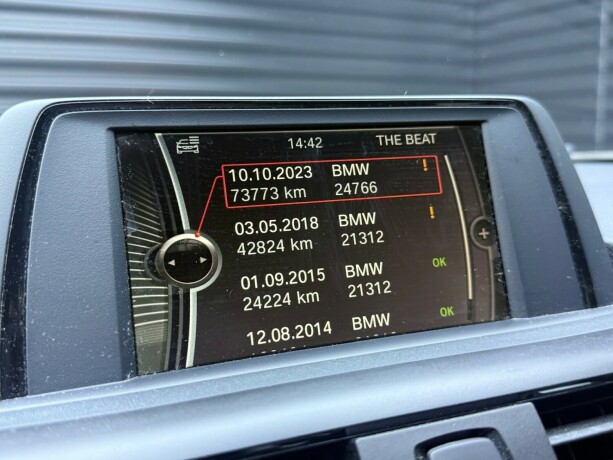 14:42 THE BEAT
10.10.2023 BMW !
73773 km 24766
03.05.2018 BMW !
42824 km 21312
01.09.2015 BMW OK
24224 km 21312
12.08.2014 BMW OK
+